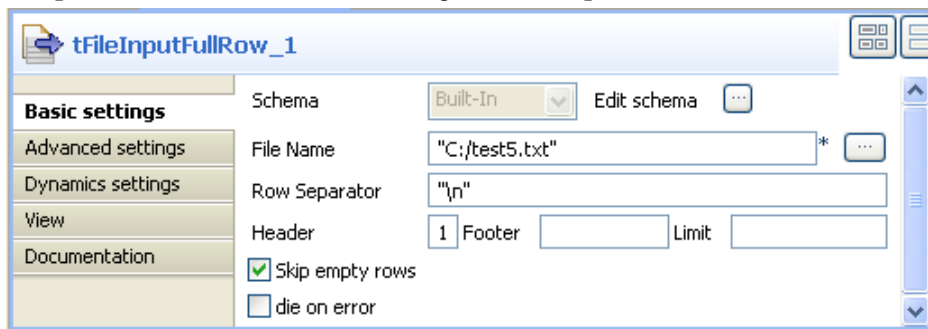 tFileInputFullRow_1
Basic settings
Advanced settings
Dynamics settings
View
Documentation
Schema Built-In Edit schema ...
File Name "C:/test5.txt" * ...
Row Separator "\n"
Header 1 Footer Limit
Skip empty rows
die on error